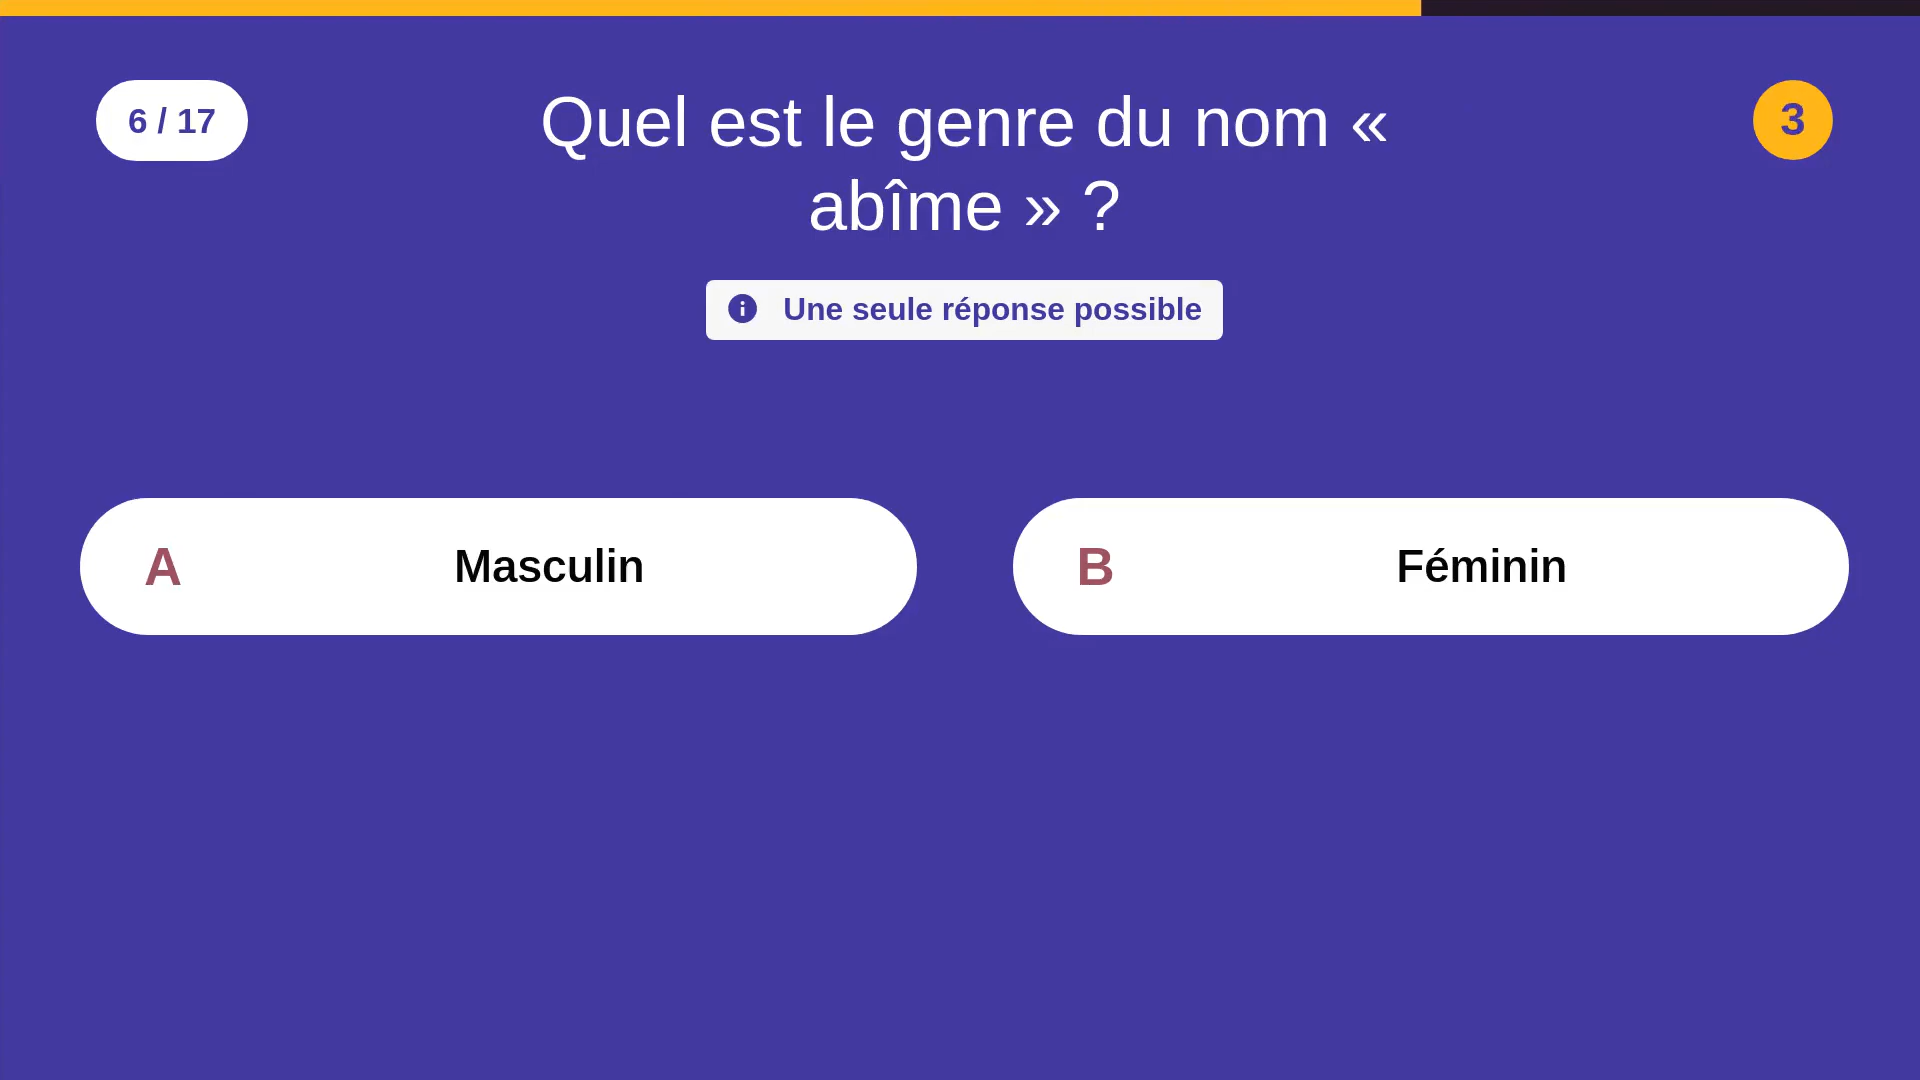 6 / 17
Quel est le genre du nom «
abîme » ?
3
Une seule réponse possible
A Masculin
B Féminin